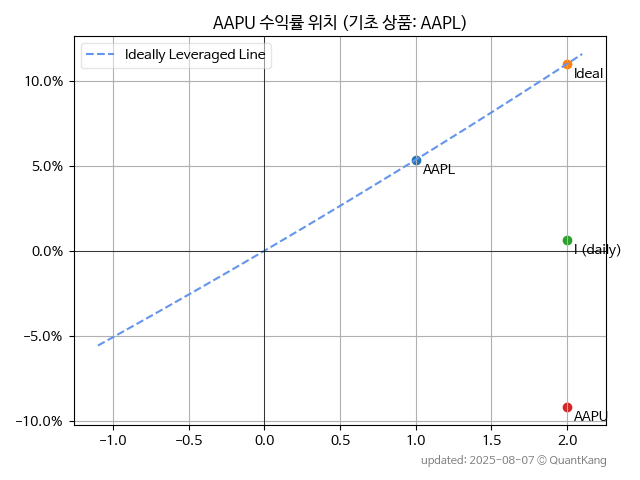 AAPU 수익률 위치 (기초 상품: AAPL)
Ideally Leveraged Line
10.0%
Ideal
5.0%
AAPL
0.0%
I (daily)
−5.0%
−10.0%
AAPU
−1.0 −0.5 0.0 0.5 1.0 1.5 2.0
updated: 2025-08-07 © QuantKang